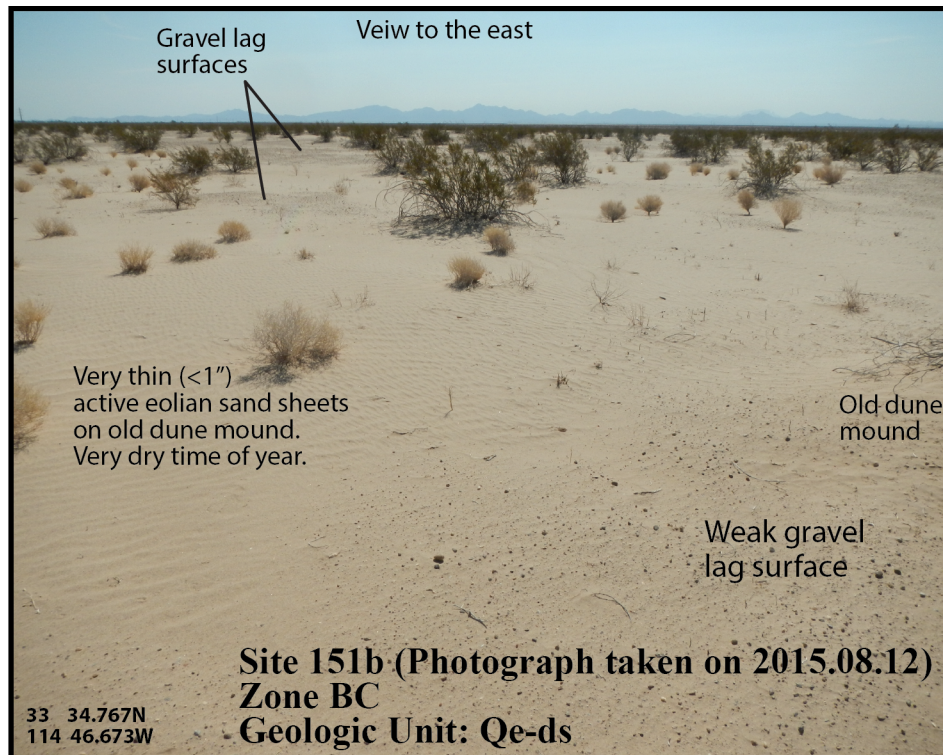 Veiw to the east
Gravel lag
surfaces
Very thin (<1”)
active eolian sand sheets
on old dune mound.
Very dry time of year.
Old dune
mound
Weak gravel
lag surface
Site 151b (Photograph taken on 2015.08.12)
Zone BC
Geologic Unit: Qe-ds
33 34.767N
114 46.673W